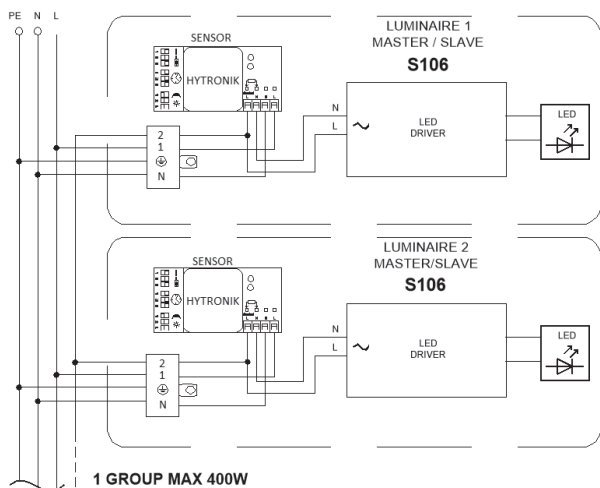 PE N L
LUMINAIRE 1
MASTER / SLAVE
S106
SENSOR
HYTRONIK
N
L
LED
DRIVER
LED
2
1
N
LUMINAIRE 2
MASTER/SLAVE
S106
SENSOR
HYTRONIK
N
L
LED
DRIVER
LED
2
1
N
1 GROUP MAX 400W